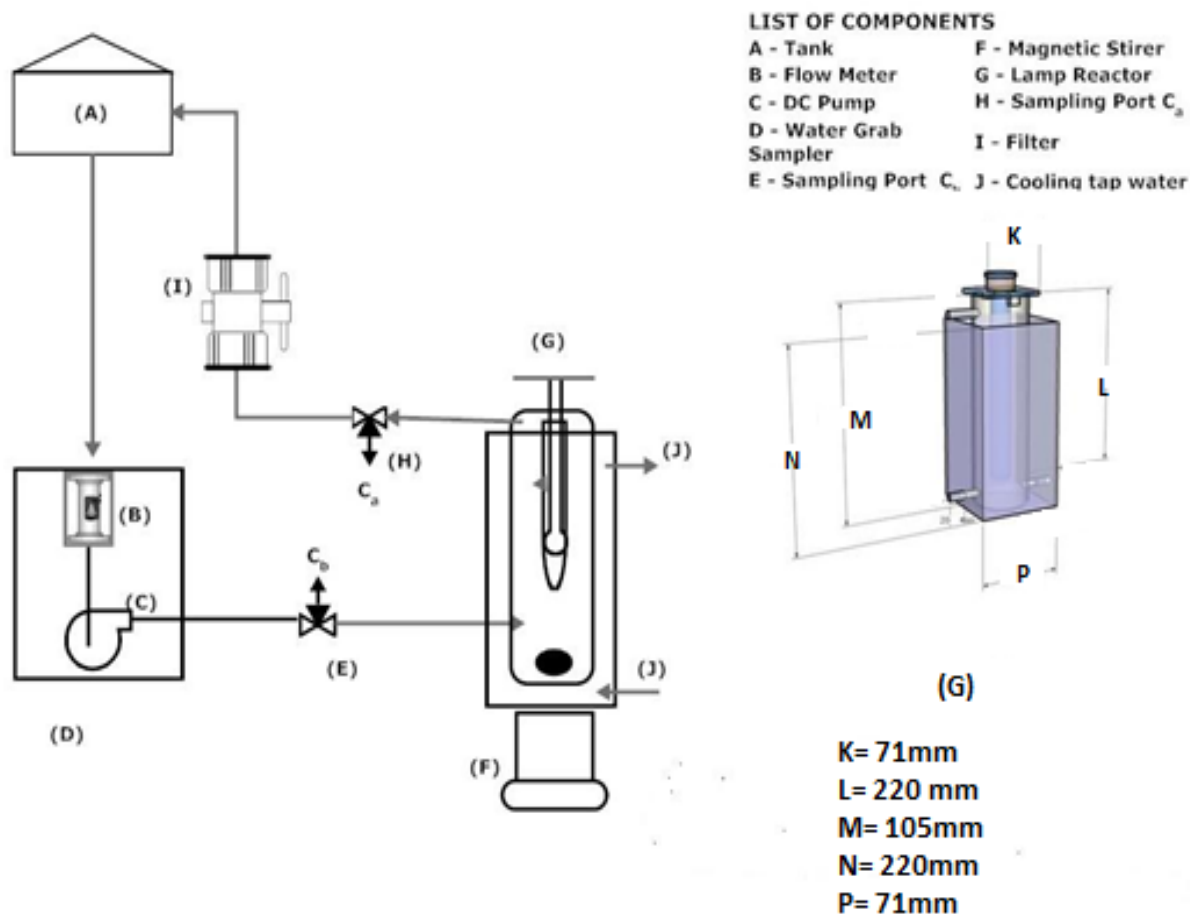 LIST OF COMPONENTS
A - Tank
B - Flow Meter
C - DC Pump
D - Water Grab
Sampler
E - Sampling Port C
F - Magnetic Stirer
G - Lamp Reactor
H - Sampling Port Ca
I - Filter
J - Cooling tap water
(A)
(I)
(G)
(H)
Ca
(J)
(B)
(C)
Cb
(E)
(J)
(D)
(F)
K
L
M
N
P
(G)
K= 71mm
L= 220 mm
M= 105mm
N= 220mm
P= 71mm